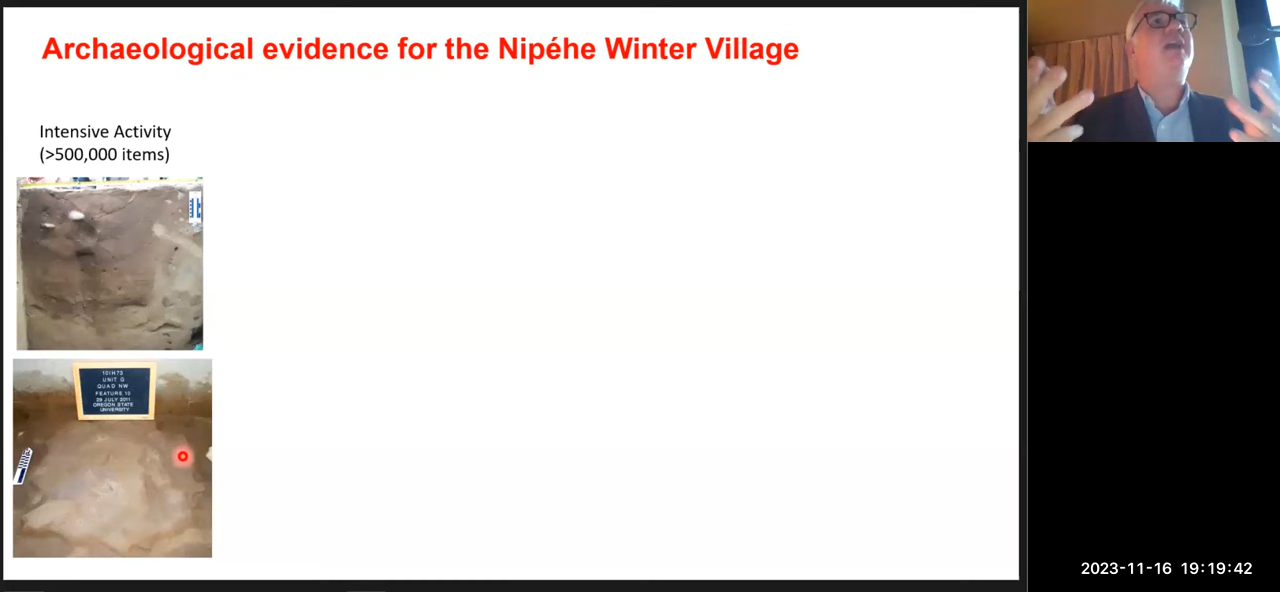 Archaeological evidence for the Nipéhe Winter Village
Intensive Activity
(>500,000 items)
10IH73
UNIT G
QUAD NW
FEATURE 10
29 JULY 2011
OREGON STATE
UNIVERSITY
2023-11-16 19:19:42